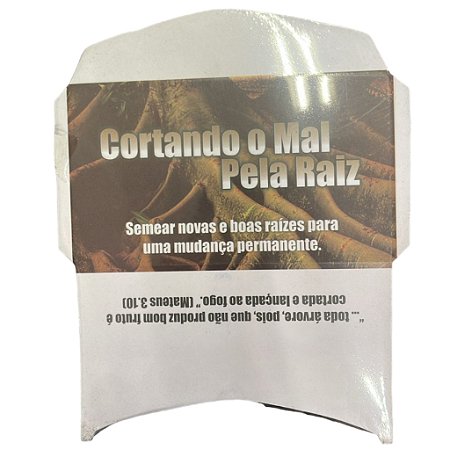 Cortando o Mal
Pela Raiz
Semear novas e boas raízes para
uma mudança permanente.
"... toda árvore, pois, que não produz bom fruto é
cortada e lançada ao fogo." (Mateus 3.10)